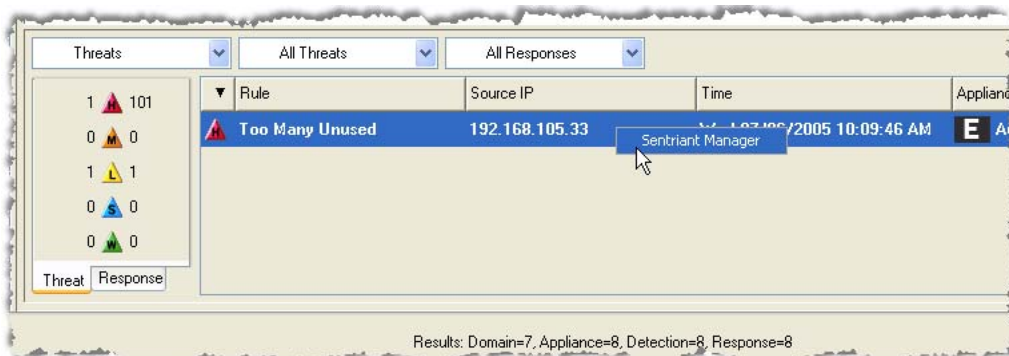 Threats All Threats All Responses
1 H 101
0 M 0
1 L 1
0 S 0
0 W 0
Threat Response
▼ Rule Source IP Time
H Too Many Unused 192.168.105.33 /2005 10:09:46 AM E
Sentriant Manager
Results: Domain=7, Appliance=8, Detection=8, Response=8